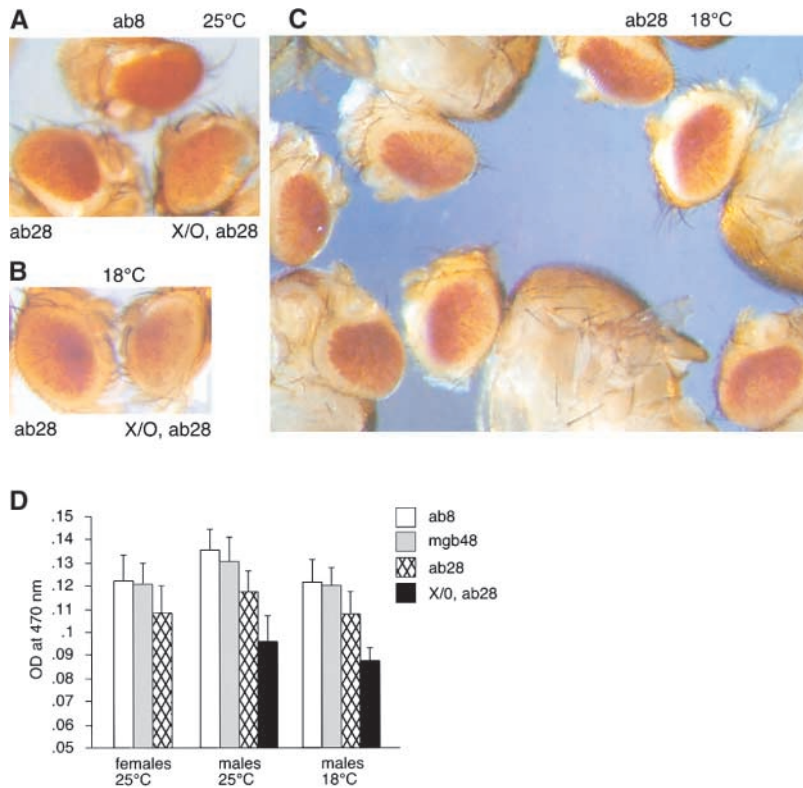 A
ab8 25°C
ab28 X/O, ab28
B
18°C
ab28 X/O, ab28
C
ab28 18°C
D
OD at 470 nm
.15
.14
.13
.12
.11
.1
.09
.08
.07
.06
.05
females
25°C
males
25°C
males
18°C
ab8
mgb48
ab28
X/0, ab28